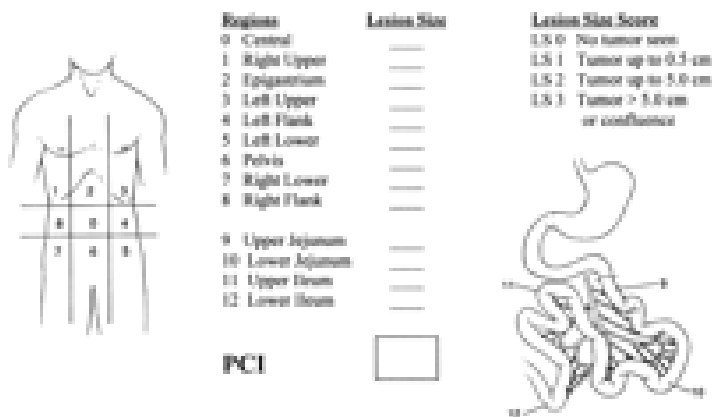 Regions Lesion Size
0 Central
1 Right Upper
2 Epigastrium
3 Left Upper
4 Left Flank
5 Left Lower
6 Pelvis
7 Right Lower
8 Right Flank
9 Upper Jejunum
10 Lower Jejunum
11 Upper Ileum
12 Lower Ileum
PCI
Lesion Size Score
LS 0 No tumor seen
LS 1 Tumor up to 0.5 cm
LS 2 Tumor up to 5.0 cm
LS 3 Tumor > 5.0 cm
or confluence
1 2 3
8 0 4
7 6 5
11
9
10
12